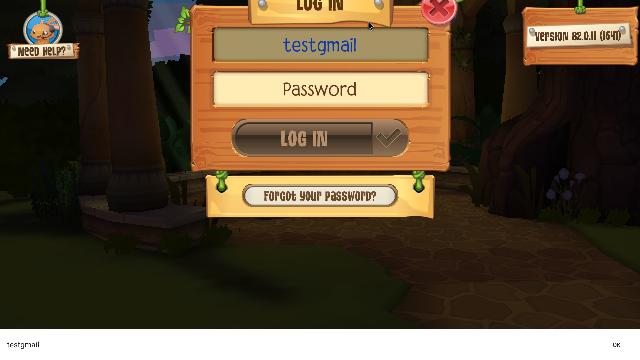 LOG IN
testgmail
Password
LOG IN
Forgot your password?
NEED HELP?
VERSION 82.0.11 (1641)
testgmail
OK